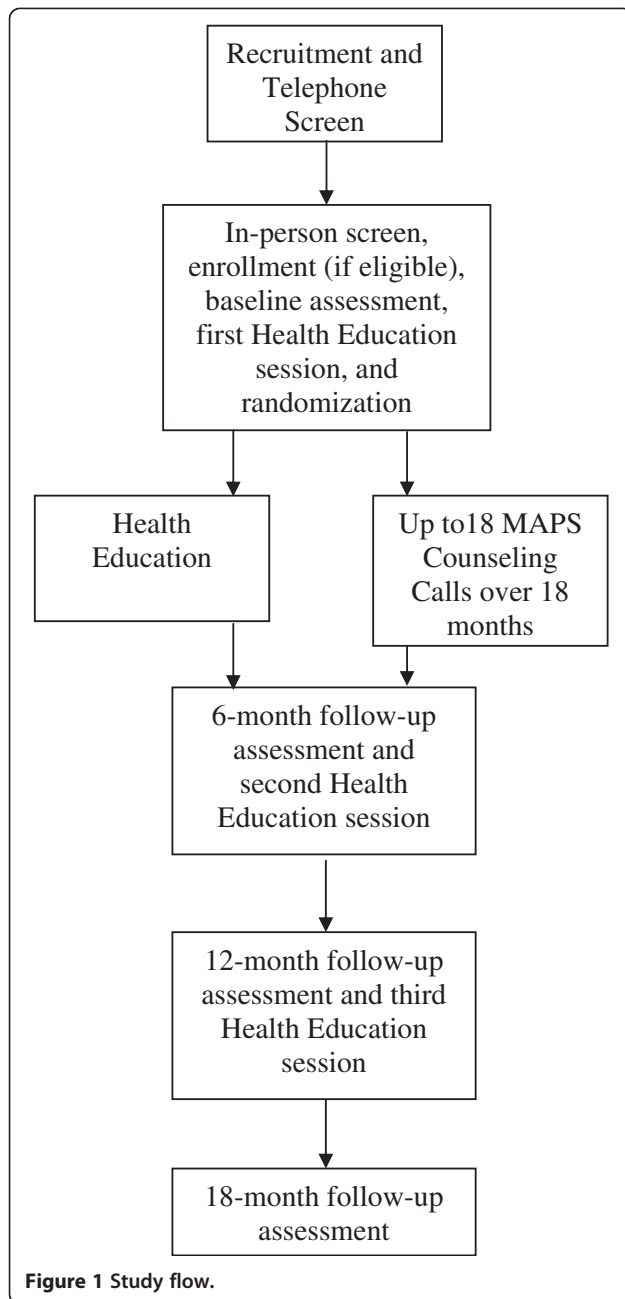 Recruitment and
Telephone
Screen
In-person screen,
enrollment (if eligible),
baseline assessment,
first Health Education
session, and
randomization
Health
Education
Up to18 MAPS
Counseling
Calls over 18
months
6-month follow-up
assessment and
second Health
Education session
12-month follow-up
assessment and third
Health Education
session
18-month follow-up
assessment
Figure 1 Study flow.